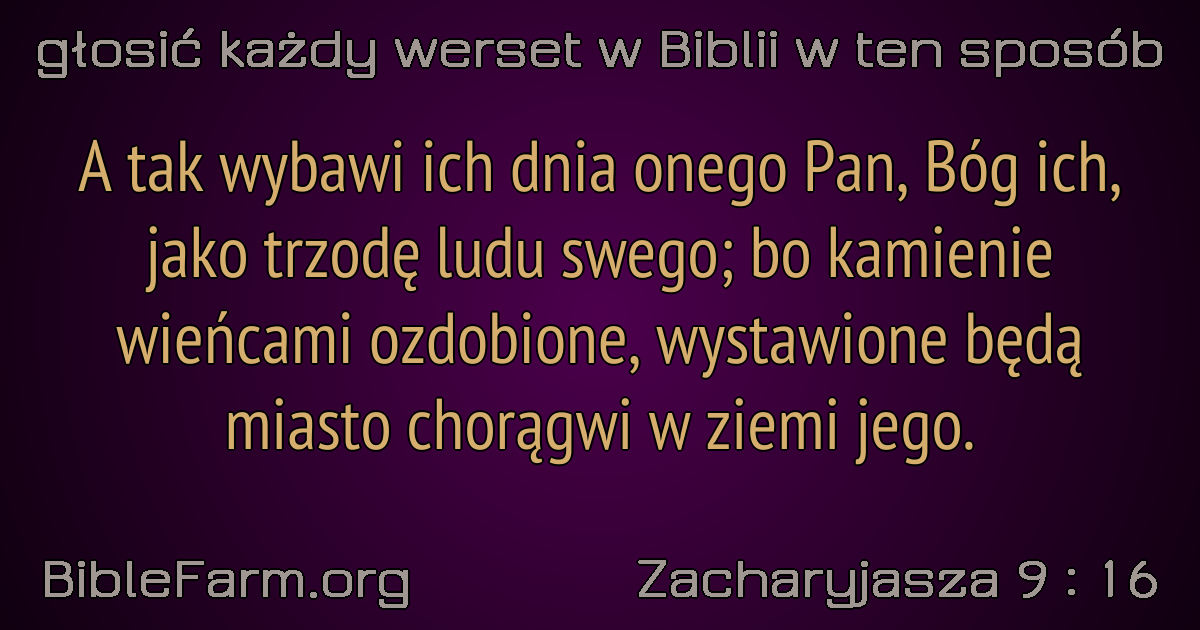 głosić każdy werset w Biblii w ten sposób
A tak wybawi ich dnia onego Pan, Bóg ich,
jako trzodę ludu swego; bo kamienie
wieńcami ozdobione, wystawione będą
miasto chorągwi w ziemi jego.
BibleFarm.org
Zacharyjasza 9 : 16